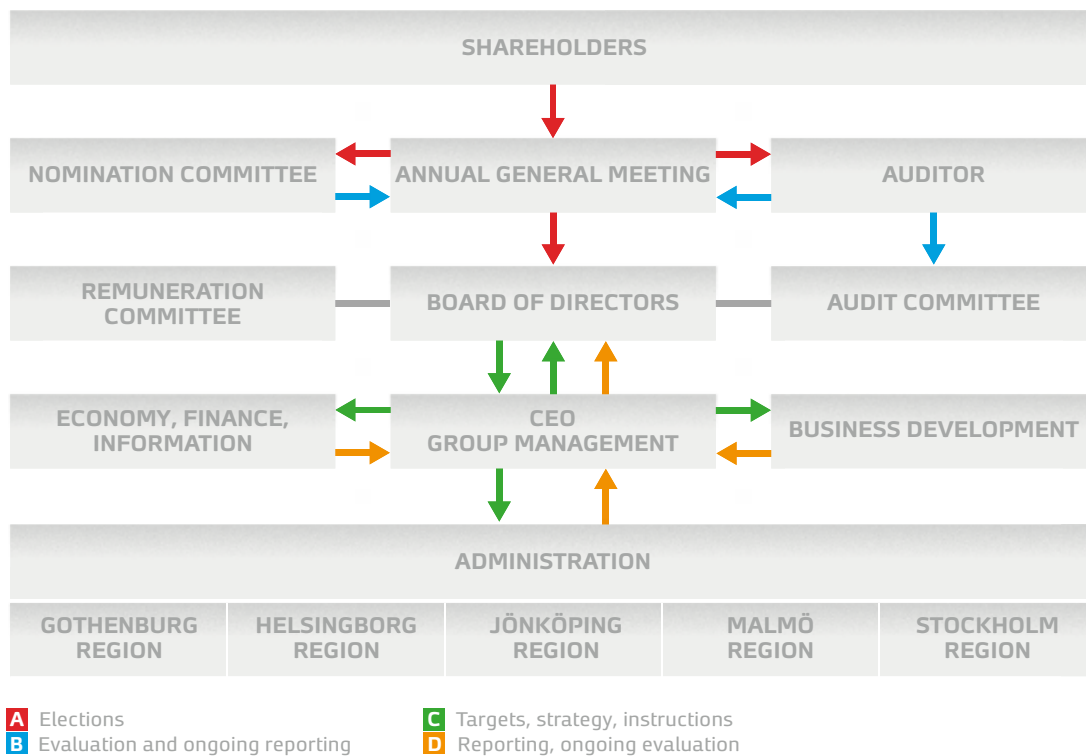 SHAREHOLDERS
NOMINATION COMMITTEE
ANNUAL GENERAL MEETING
AUDITOR
REMUNERATION
COMMITTEE
BOARD OF DIRECTORS
AUDIT COMMITTEE
ECONOMY, FINANCE,
INFORMATION
CEO
GROUP MANAGEMENT
BUSINESS DEVELOPMENT
ADMINISTRATION
GOTHENBURG
REGION
HELSINGBORG
REGION
JÖNKÖPING
REGION
MALMÖ
REGION
STOCKHOLM
REGION
A Elections
B Evaluation and ongoing reporting
C Targets, strategy, instructions
D Reporting, ongoing evaluation